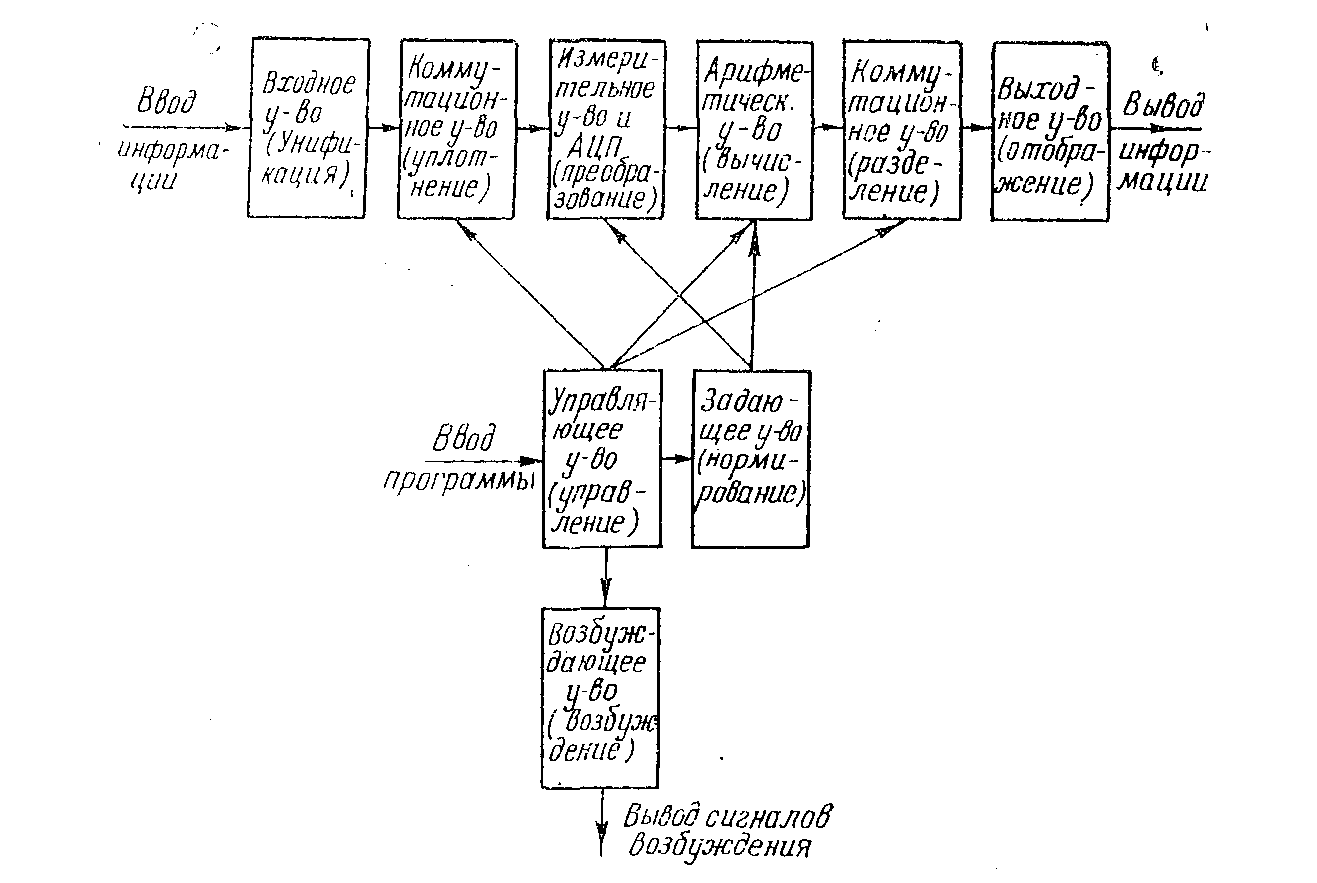 Ввод
информа-
ции
Входное
у-во
(Унифи-
кация)
Комму-
тацион-
ное у-во
(уплот-
нение)
Измери-
тельное
у-во и
АЦП
(преобра-
зование)
Арифме-
тическ.
у-во
(вычис-
ление)
Комму-
тацион-
ное у-во
(разде-
ление)
Выход-
ное у-во
(отобра-
жение)
Вывод
инфор-
мации
Ввод
программы
Управля-
ющее
у-во
(управ-
ление)
Задаю-
щее у-во
(норми-
рование)
Возбуж-
дающее
у-во
(возбуж-
дение)
Вывод сигналов
возбуждения